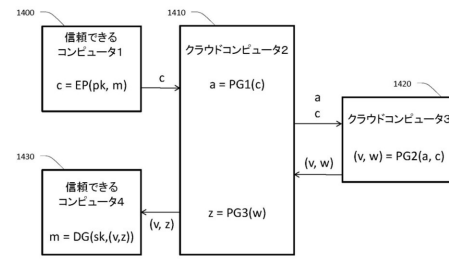 1400
信頼できる
コンピュータ1
c = EP(pk, m)
c
1410
クラウドコンピュータ2
a = PG1(c)
a
c
1420
クラウドコンピュータ3
(v, w) = PG2(a, c)
(v, w)
z = PG3(w)
(v, z)
1430
信頼できる
コンピュータ4
m = DG(sk,(v,z))